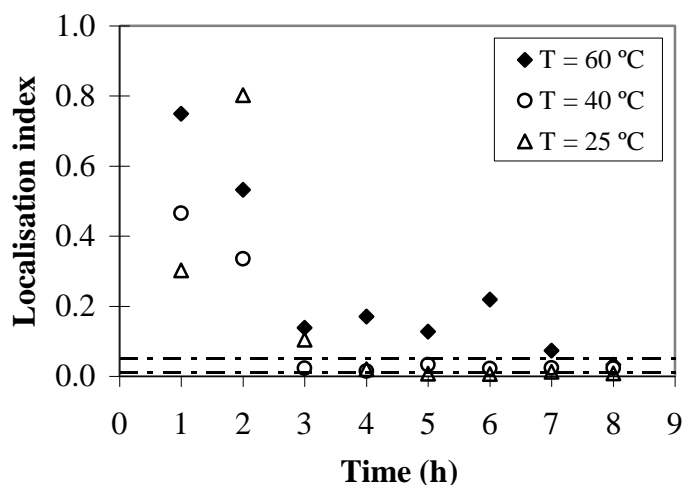 Localisation index
1.0
0.8
0.6
0.4
0.2
0.0
T = 60 ºC
T = 40 ºC
T = 25 ºC
0 1 2 3 4 5 6 7 8 9
Time (h)